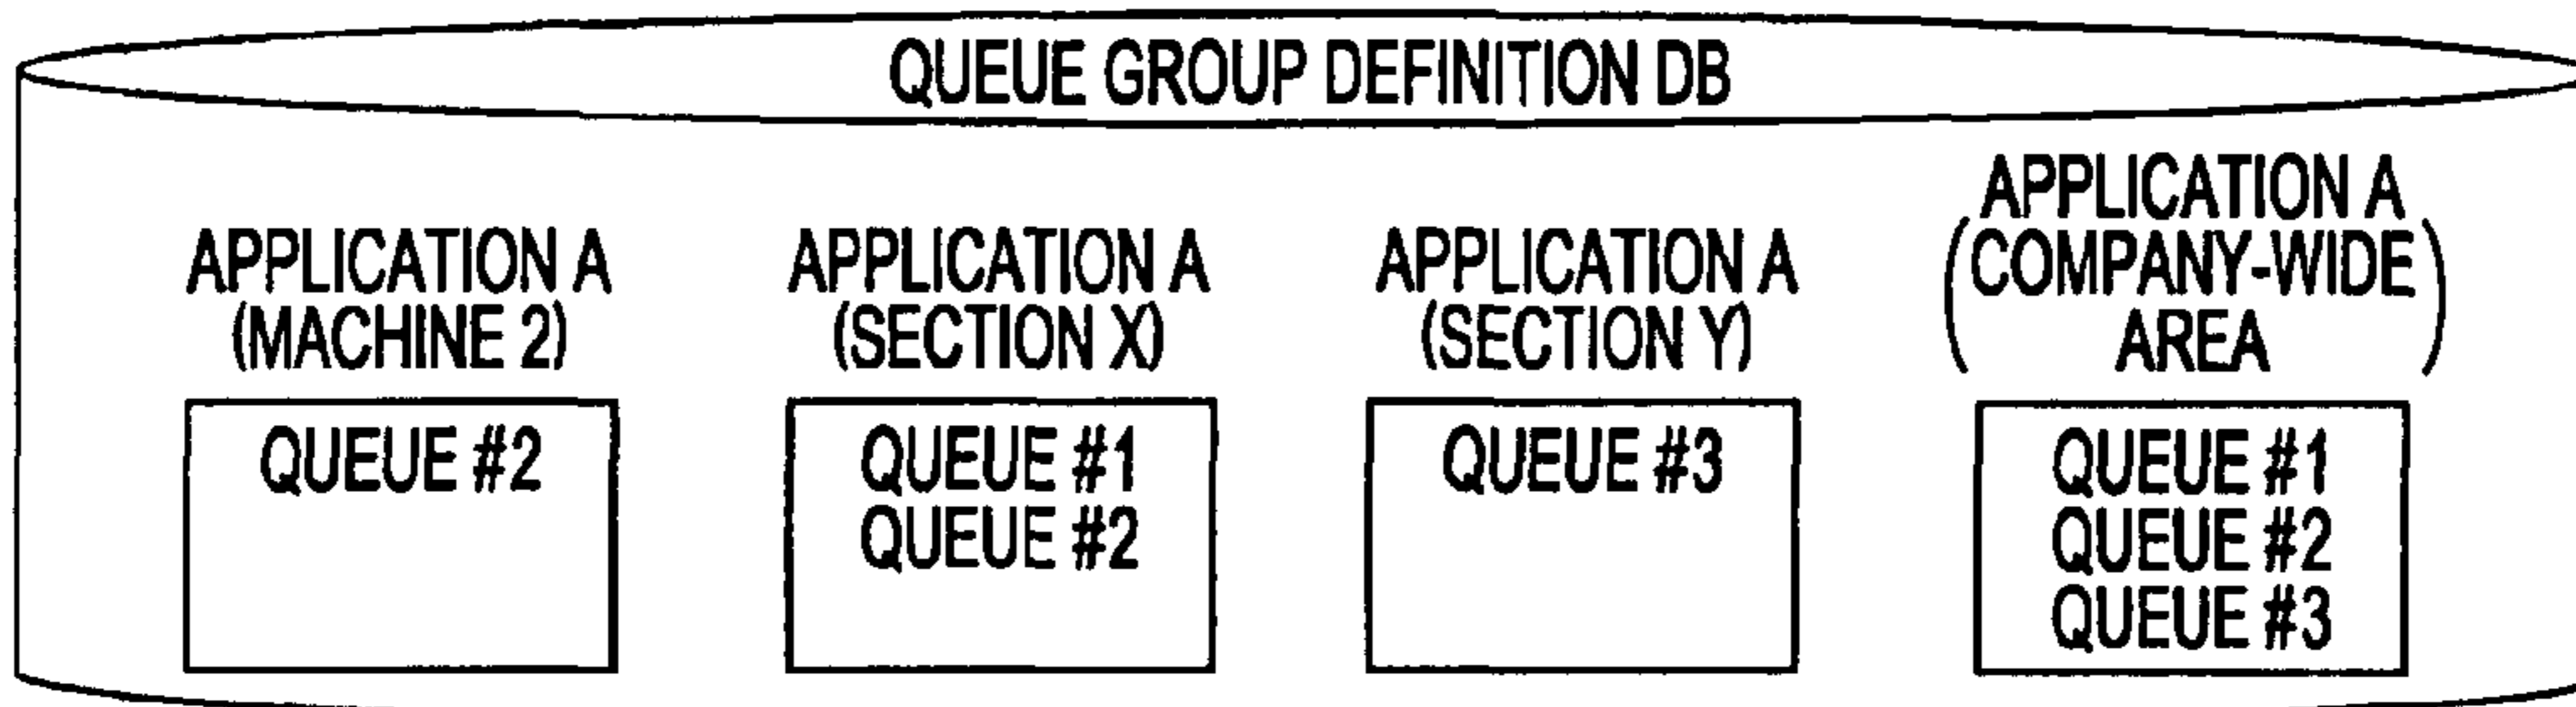 QUEUE GROUP DEFINITION DB
APPLICATION A
(MACHINE 2)
QUEUE #2
APPLICATION A
(SECTION X)
QUEUE #1
QUEUE #2
APPLICATION A
(SECTION Y)
QUEUE #3
APPLICATION A
(COMPANY-WIDE
AREA)
QUEUE #1
QUEUE #2
QUEUE #3